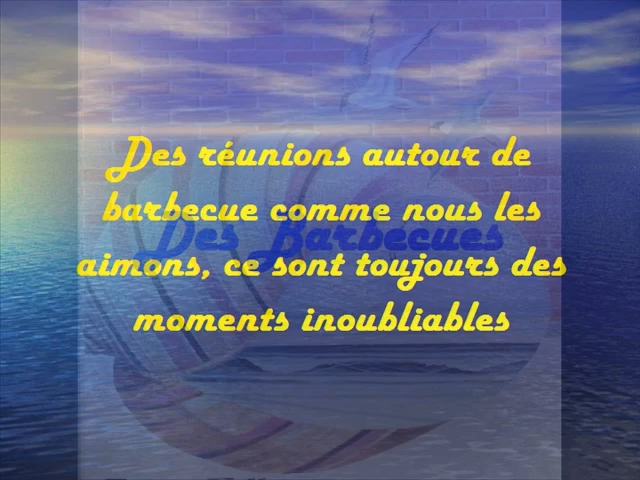 Des réunions autour de
barbecue comme nous les
Des Barbecues
aimons, ce sont toujours des
moments inoubliables